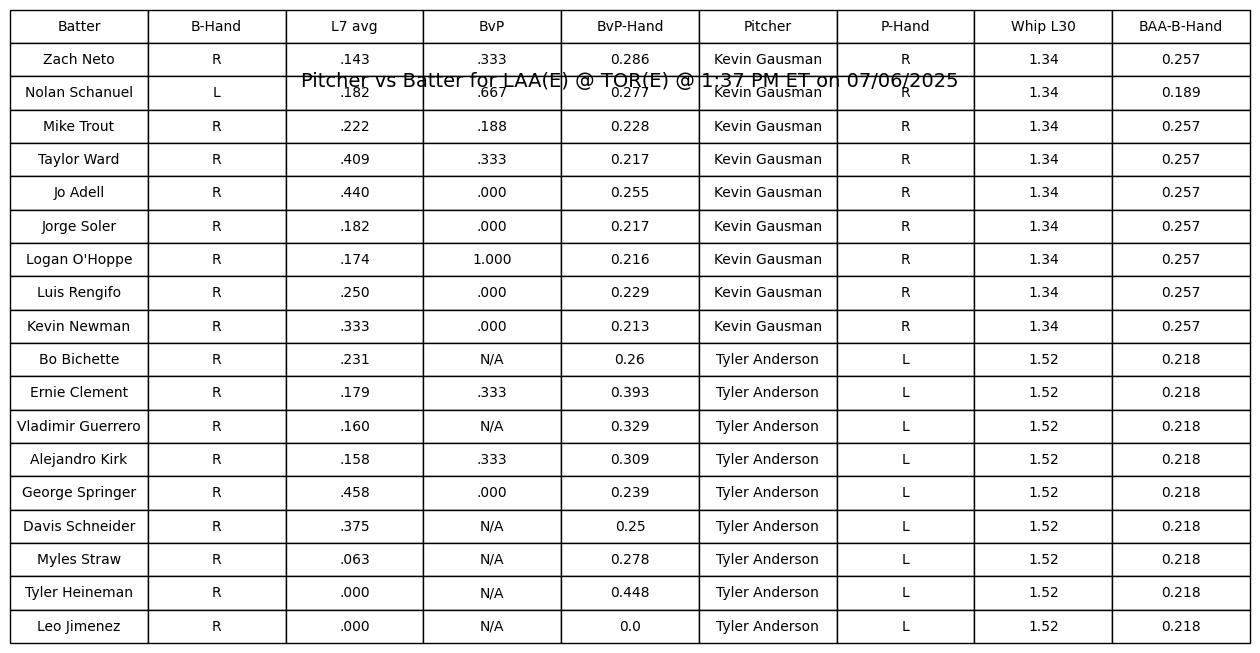 Batter B-Hand L7 avg BvP BvP-Hand Pitcher P-Hand Whip L30 BAA-B-Hand
Zach Neto R .143 .333 0.286 Kevin Gausman R 1.34 0.257
Pitcher vs Batter for LAA(E) @ TOR(E) @ 1:37 PM ET on 07/06/2025
Nolan Schanuel L .182 .667 0.277 Kevin Gausman R 1.34 0.189
Mike Trout R .222 .188 0.228 Kevin Gausman R 1.34 0.257
Taylor Ward R .409 .333 0.217 Kevin Gausman R 1.34 0.257
Jo Adell R .440 .000 0.255 Kevin Gausman R 1.34 0.257
Jorge Soler R .182 .000 0.217 Kevin Gausman R 1.34 0.257
Logan O'Hoppe R .174 1.000 0.216 Kevin Gausman R 1.34 0.257
Luis Rengifo R .250 .000 0.229 Kevin Gausman R 1.34 0.257
Kevin Newman R .333 .000 0.213 Kevin Gausman R 1.34 0.257
Bo Bichette R .231 N/A 0.26 Tyler Anderson L 1.52 0.218
Ernie Clement R .179 .333 0.393 Tyler Anderson L 1.52 0.218
Vladimir Guerrero R .160 N/A 0.329 Tyler Anderson L 1.52 0.218
Alejandro Kirk R .158 .333 0.309 Tyler Anderson L 1.52 0.218
George Springer R .458 .000 0.239 Tyler Anderson L 1.52 0.218
Davis Schneider R .375 N/A 0.25 Tyler Anderson L 1.52 0.218
Myles Straw R .063 N/A 0.278 Tyler Anderson L 1.52 0.218
Tyler Heineman R .000 N/A 0.448 Tyler Anderson L 1.52 0.218
Leo Jimenez R .000 N/A 0.0 Tyler Anderson L 1.52 0.218